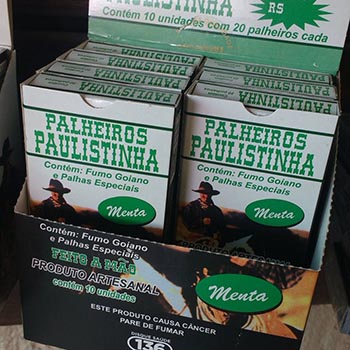 PAULISTINHA
R$
Contém 10 unidades com 20 palheiros cada
PALHEIROS
PAULISTINHA
Contém: Fumo Goiano
e Palhas Especiais
Menta
PALHEIROS
PAULISTINHA
Contém: Fumo Goiano
e Palhas Especiais
Menta
Contém: Fumo Goiano
e Palhas Especiais
FEITO A MÃO
PRODUTO ARTESANAL
contém 10 unidades
Menta
ESTE PRODUTO CAUSA CÂNCER
PARE DE FUMAR
DISQUE SAÚDE
136